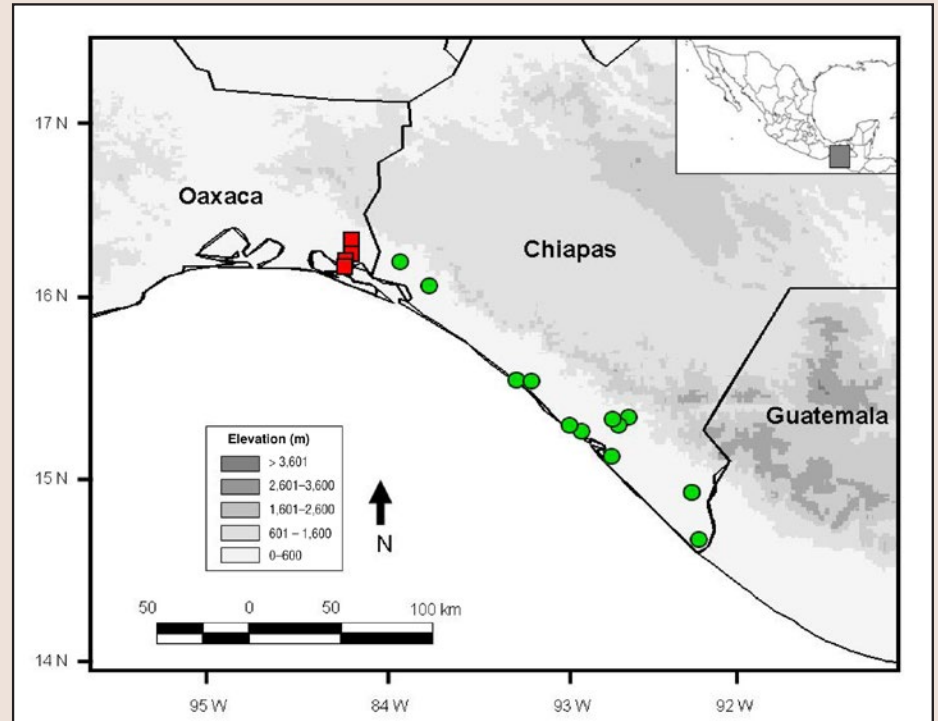 17 N
Oaxaca
Chiapas
16 N
Guatemala
Elevation (m)
> 3,601
2,601–3,600
1,601–2,600
601 – 1,600
0–600
15 N
N
50 0 50 100 km
14 N
95 W 84 W 93 W 92 W